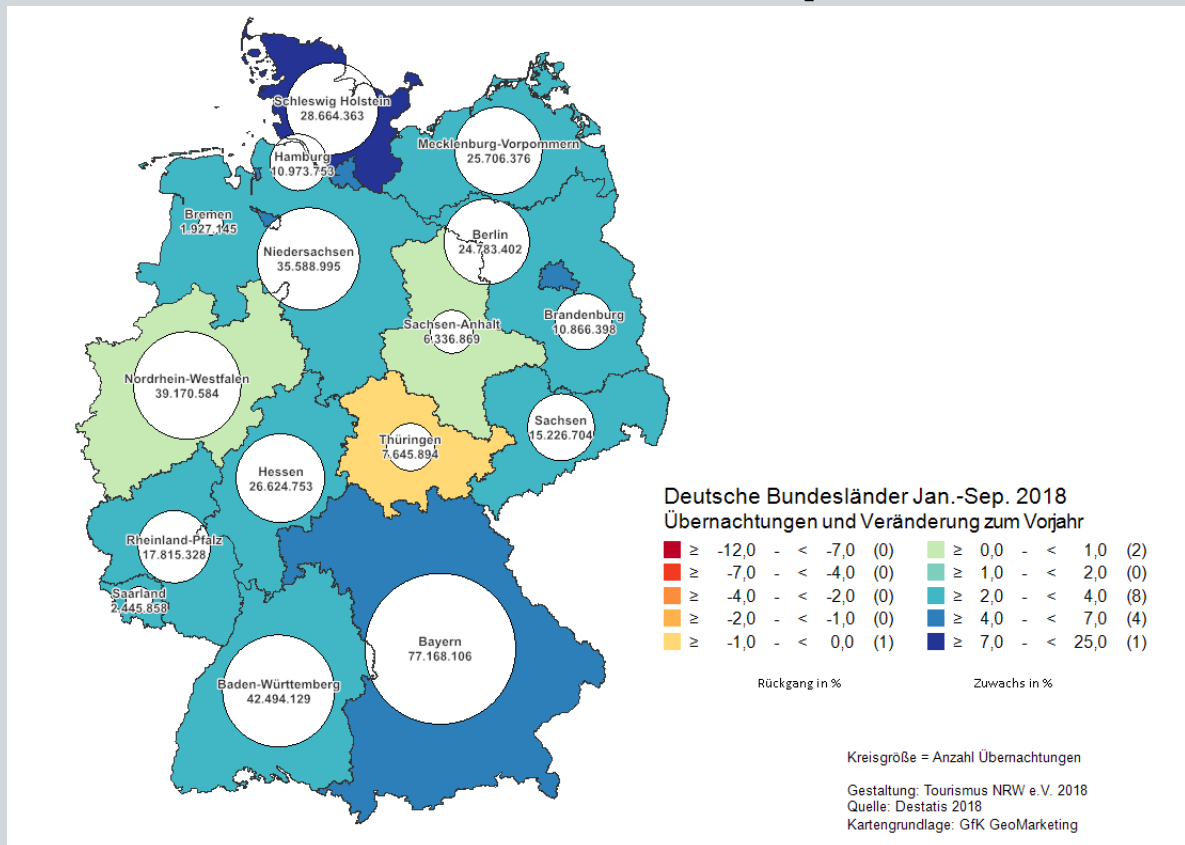 Schleswig Holstein
28.664.363
Mecklenburg-Vorpommern
25.706.376
Hamburg
10.973.753
Bremen
1.927.145
Niedersachsen
35.588.995
Berlin
24.783.402
Sachsen-Anhalt
6.336.869
Brandenburg
10.866.398
Nordrhein-Westfalen
39.170.584
Thüringen
7.645.894
Sachsen
15.226.704
Hessen
26.624.753
Rheinland-Pfalz
17.815.328
Saarland
2.445.858
Bayern
77.168.106
Baden-Württemberg
42.494.129
Deutsche Bundesländer Jan.-Sep. 2018
Übernachtungen und Veränderung zum Vorjahr
≥ -12,0 - < -7,0 (0)
≥ -7,0 - < -4,0 (0)
≥ -4,0 - < -2,0 (0)
≥ -2,0 - < -1,0 (0)
≥ -1,0 - < 0,0 (1)
Rückgang in %
≥ 0,0 - < 1,0 (2)
≥ 1,0 - < 2,0 (0)
≥ 2,0 - < 4,0 (8)
≥ 4,0 - < 7,0 (4)
≥ 7,0 - < 25,0 (1)
Zuwachs in %
Kreisgröße = Anzahl Übernachtungen
Gestaltung: Tourismus NRW e.V. 2018
Quelle: Destatis 2018
Kartengrundlage: GfK GeoMarketing